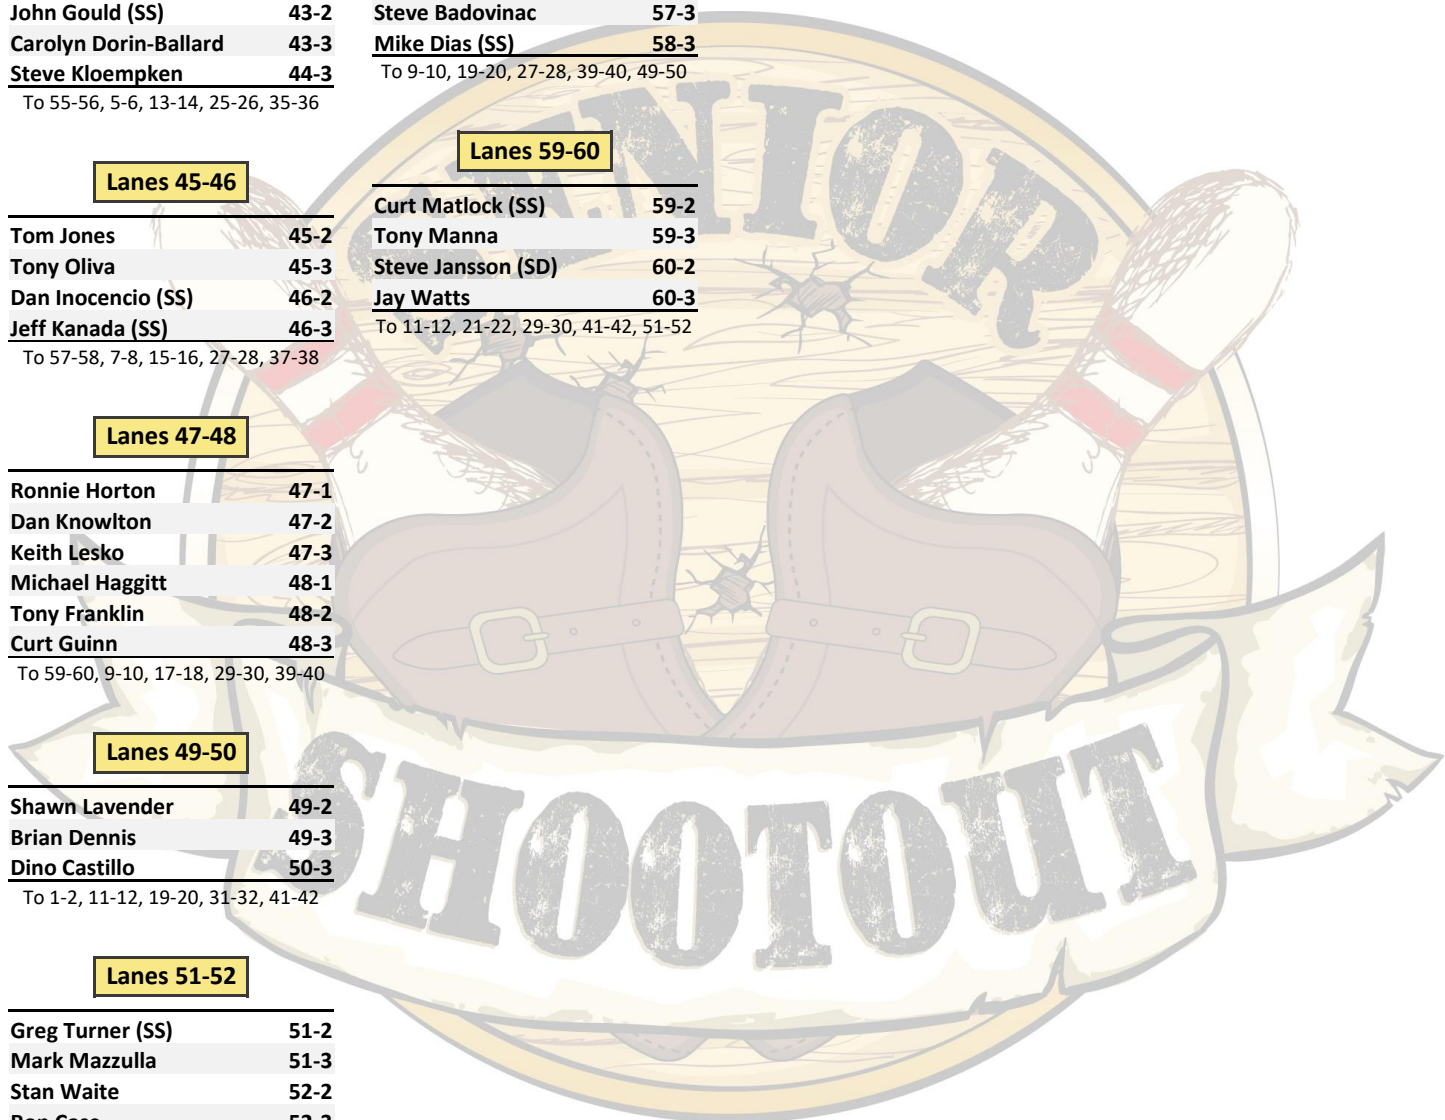 John Gould (SS) 43-2
Carolyn Dorin-Ballard 43-3
Steve Kloempken 44-3
To 55-56, 5-6, 13-14, 25-26, 35-36
Lanes 45-46
Tom Jones 45-2
Tony Oliva 45-3
Dan Inocencio (SS) 46-2
Jeff Kanada (SS) 46-3
To 57-58, 7-8, 15-16, 27-28, 37-38
Lanes 47-48
Ronnie Horton 47-1
Dan Knowlton 47-2
Keith Lesko 47-3
Michael Haggitt 48-1
Tony Franklin 48-2
Curt Guinn 48-3
To 59-60, 9-10, 17-18, 29-30, 39-40
Lanes 49-50
Shawn Lavender 49-2
Brian Dennis 49-3
Dino Castillo 50-3
To 1-2, 11-12, 19-20, 31-32, 41-42
Lanes 51-52
Greg Turner (SS) 51-2
Mark Mazzulla 51-3
Stan Waite 52-2
Steve Badovinac 57-3
Mike Dias (SS) 58-3
To 9-10, 19-20, 27-28, 39-40, 49-50
Lanes 59-60
Curt Matlock (SS) 59-2
Tony Manna 59-3
Steve Jansson (SD) 60-2
Jay Watts 60-3
To 11-12, 21-22, 29-30, 41-42, 51-52
SENIOR
SHOOTOUT